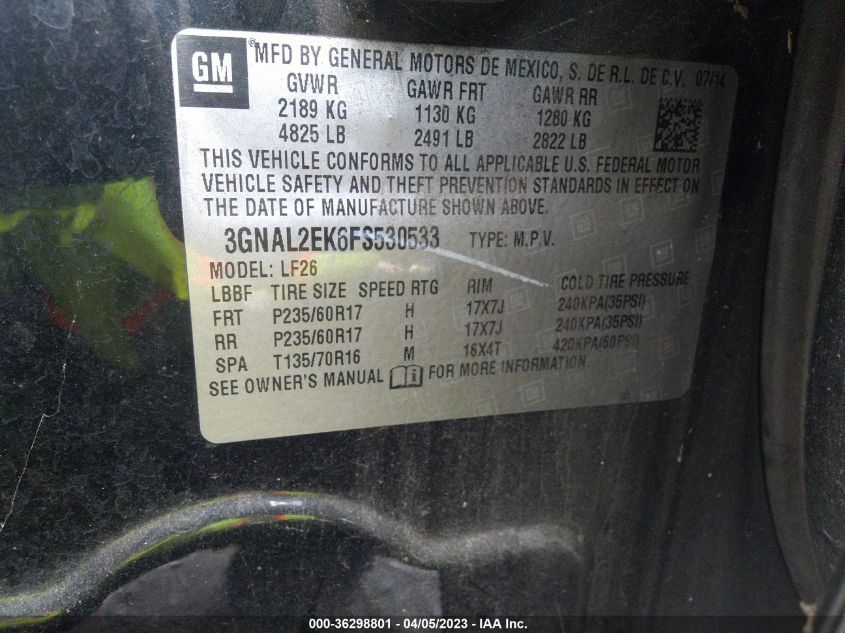 GM
® MFD BY GENERAL MOTORS DE MEXICO, S. DE R.L. DE C.V. 07/14
GVWR GAWR FRT GAWR RR
2189 KG 1130 KG 1280 KG
4825 LB 2491 LB 2822 LB
THIS VEHICLE CONFORMS TO ALL APPLICABLE U.S. FEDERAL MOTOR
VEHICLE SAFETY AND THEFT PREVENTION STANDARDS IN EFFECT ON
THE DATE OF MANUFACTURE SHOWN ABOVE.
3GNAL2EK6FS530533 TYPE: M.P.V.
MODEL: LF26
LBBF TIRE SIZE SPEED RTG RIM COLD TIRE PRESSURE
FRT P235/60R17 H 17X7J 240KPA(35PSI)
RR P235/60R17 H 17X7J 240KPA(35PSI)
SPA T135/70R16 M 16X4T 420KPA(60PSI)
SEE OWNER'S MANUAL i FOR MORE INFORMATION
000-36298801 - 04/05/2023 - IAA Inc.